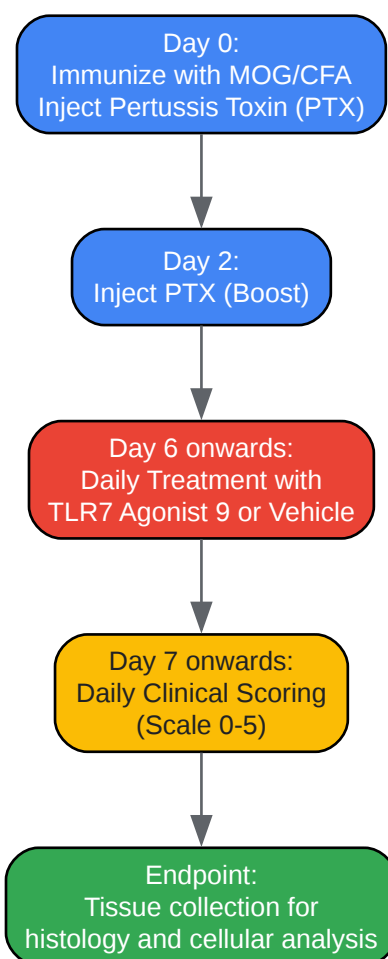 Day 0:
Immunize with MOG/CFA
Inject Pertussis Toxin (PTX)
Day 2:
Inject PTX (Boost)
Day 6 onwards:
Daily Treatment with
TLR7 Agonist 9 or Vehicle
Day 7 onwards:
Daily Clinical Scoring
(Scale 0-5)
Endpoint:
Tissue collection for
histology and cellular analysis